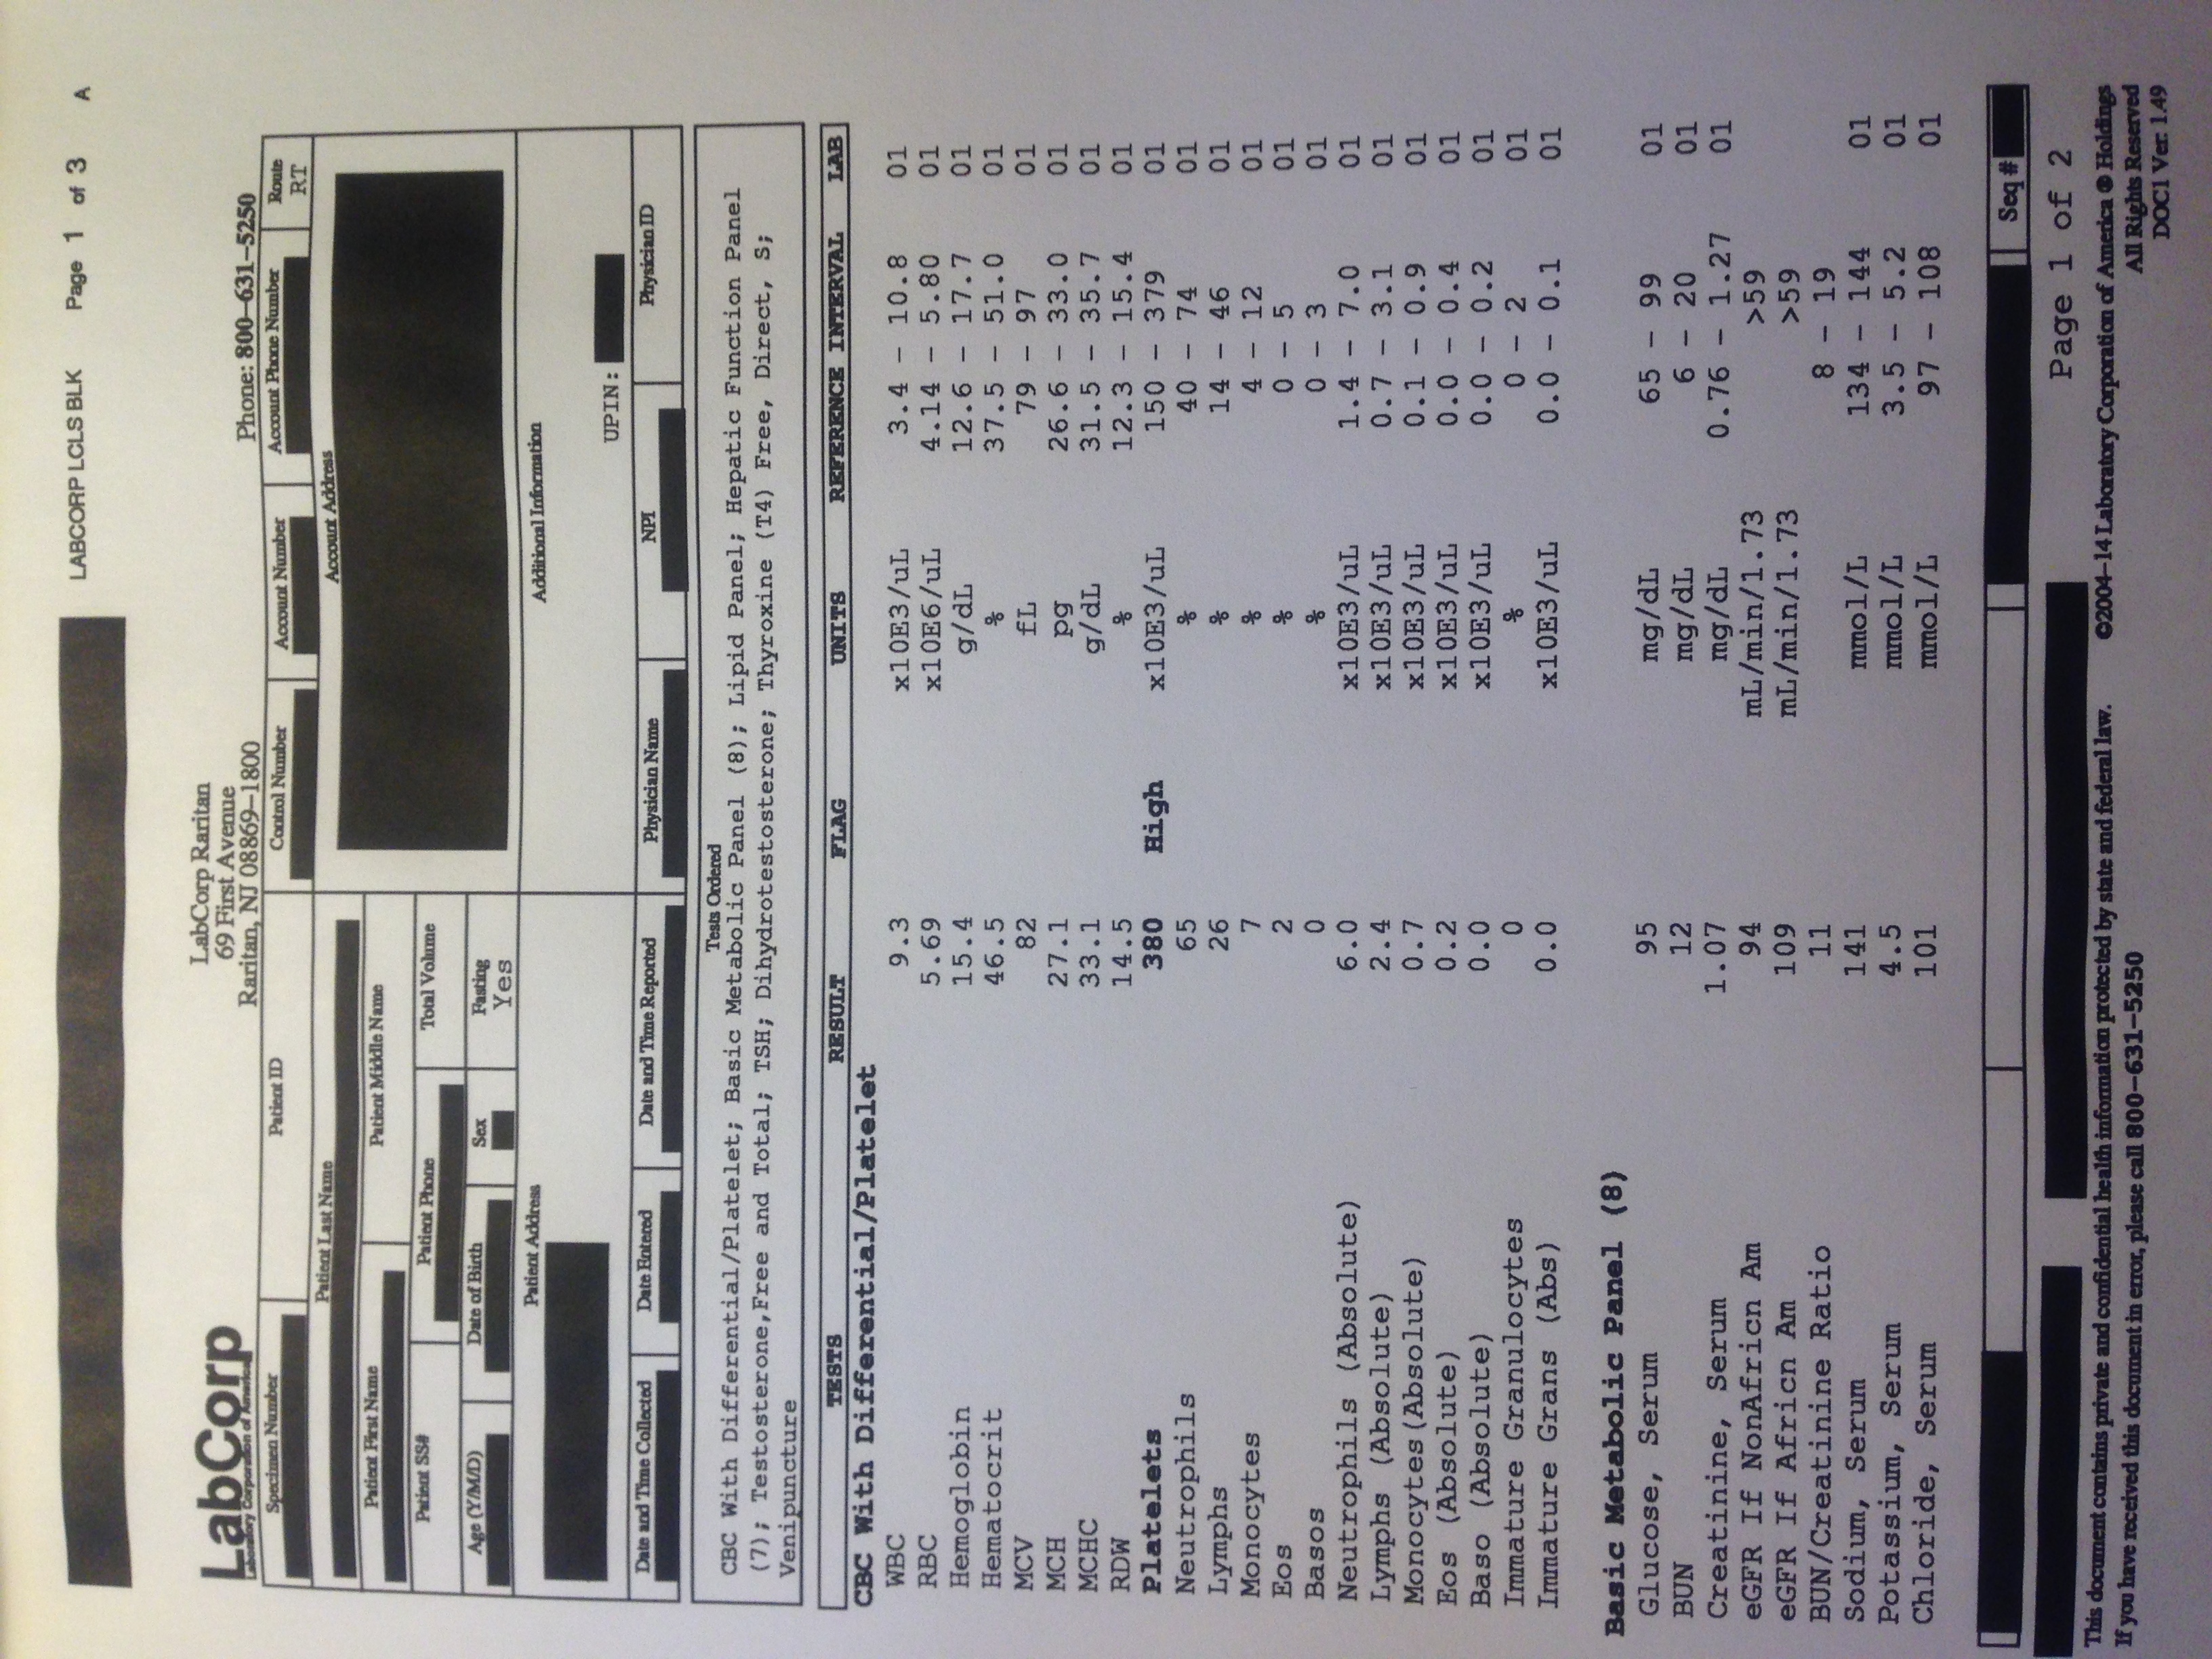 LABCORP LCLS BLK Page 1 of 3 A
LabCorp
Laboratory Corporation of America
LabCorp Raritan
69 First Avenue
Raritan, NJ 08869-1800
Phone: 800-631-5250
Specimen Number Patient ID Control Number Account Number Account Phone Number Route
RT
Patient Last Name Account Address
Patient First Name Patient Middle Name
Patient SS# Patient Phone Total Volume
Age (Y/M/D) Date of Birth Sex Fasting
Yes
Patient Address Additional Information
UPIN:
Date and Time Collected Date Entered Date and Time Reported Physician Name NPI Physician ID
Tests Ordered
CBC With Differential/Platelet; Basic Metabolic Panel (8); Lipid Panel; Hepatic Function Panel
(7); Testosterone,Free and Total; TSH; Dihydrotestosterone; Thyroxine (T4) Free, Direct, S;
Venipuncture
TESTS RESULT FLAG UNITS REFERENCE INTERVAL LAB
CBC With Differential/Platelet
WBC 9.3 x10E3/uL 3.4 - 10.8 01
RBC 5.69 x10E6/uL 4.14 - 5.80 01
Hemoglobin 15.4 g/dL 12.6 - 17.7 01
Hematocrit 46.5 % 37.5 - 51.0 01
MCV 82 fL 79 - 97 01
MCH 27.1 pg 26.6 - 33.0 01
MCHC 33.1 g/dL 31.5 - 35.7 01
RDW 14.5 % 12.3 - 15.4 01
Platelets 380 High x10E3/uL 150 - 379 01
Neutrophils 65 % 40 - 74 01
Lymphs 26 % 14 - 46 01
Monocytes 7 % 4 - 12 01
Eos 2 % 0 - 5 01
Basos 0 % 0 - 3 01
Neutrophils (Absolute) 6.0 x10E3/uL 1.4 - 7.0 01
Lymphs (Absolute) 2.4 x10E3/uL 0.7 - 3.1 01
Monocytes(Absolute) 0.7 x10E3/uL 0.1 - 0.9 01
Eos (Absolute) 0.2 x10E3/uL 0.0 - 0.4 01
Baso (Absolute) 0.0 x10E3/uL 0.0 - 0.2 01
Immature Granulocytes 0 % 0 - 2 01
Immature Grans (Abs) 0.0 x10E3/uL 0.0 - 0.1 01
Basic Metabolic Panel (8)
Glucose, Serum 95 mg/dL 65 - 99 01
BUN 12 mg/dL 6 - 20 01
Creatinine, Serum 1.07 mg/dL 0.76 - 1.27 01
eGFR If NonAfricn Am 94 mL/min/1.73 >59
eGFR If Africn Am 109 mL/min/1.73 >59
BUN/Creatinine Ratio 11 8 - 19
Sodium, Serum 141 mmol/L 134 - 144 01
Potassium, Serum 4.5 mmol/L 3.5 - 5.2 01
Chloride, Serum 101 mmol/L 97 - 108 01
Seq #
Page 1 of 2
This document contains private and confidential health information protected by state and federal law.
If you have received this document in error, please call 800-631-5250
©2004-14 Laboratory Corporation of America ® Holdings
All Rights Reserved
DOC1 Ver: 1.49